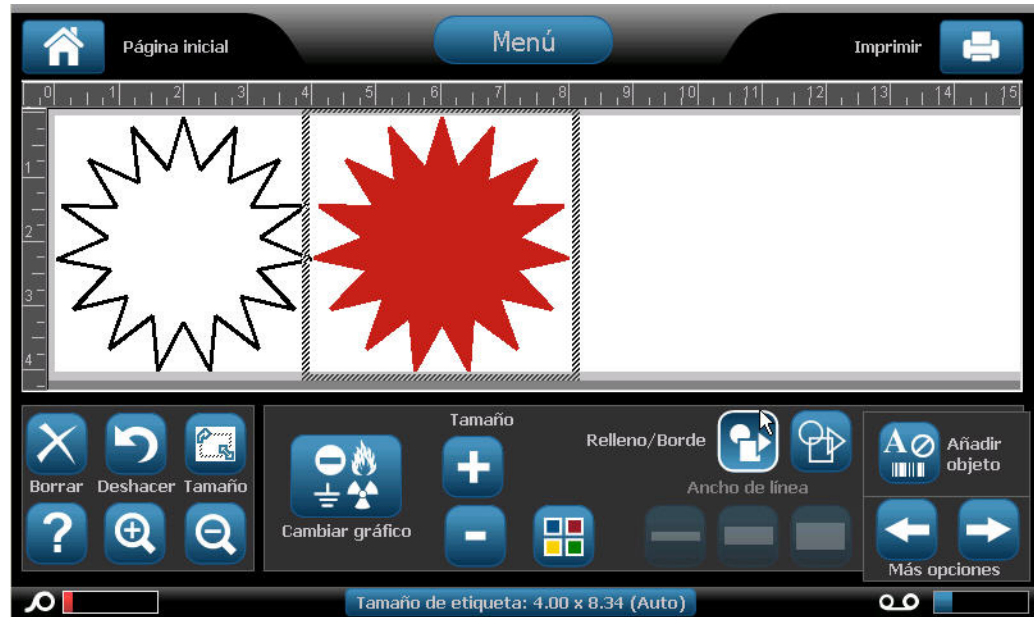 Página inicial
Menú
Imprimir
0 1 2 3 4 5 6 7 8 9 10 11 12 13 14 15
1
2
3
4
Tamaño
Relleno/Borde
A
Añadir
objeto
Borrar Deshacer Tamaño
Ancho de línea
?
Cambiar gráfico
Más opciones
Tamaño de etiqueta: 4.00 x 8.34 (Auto)